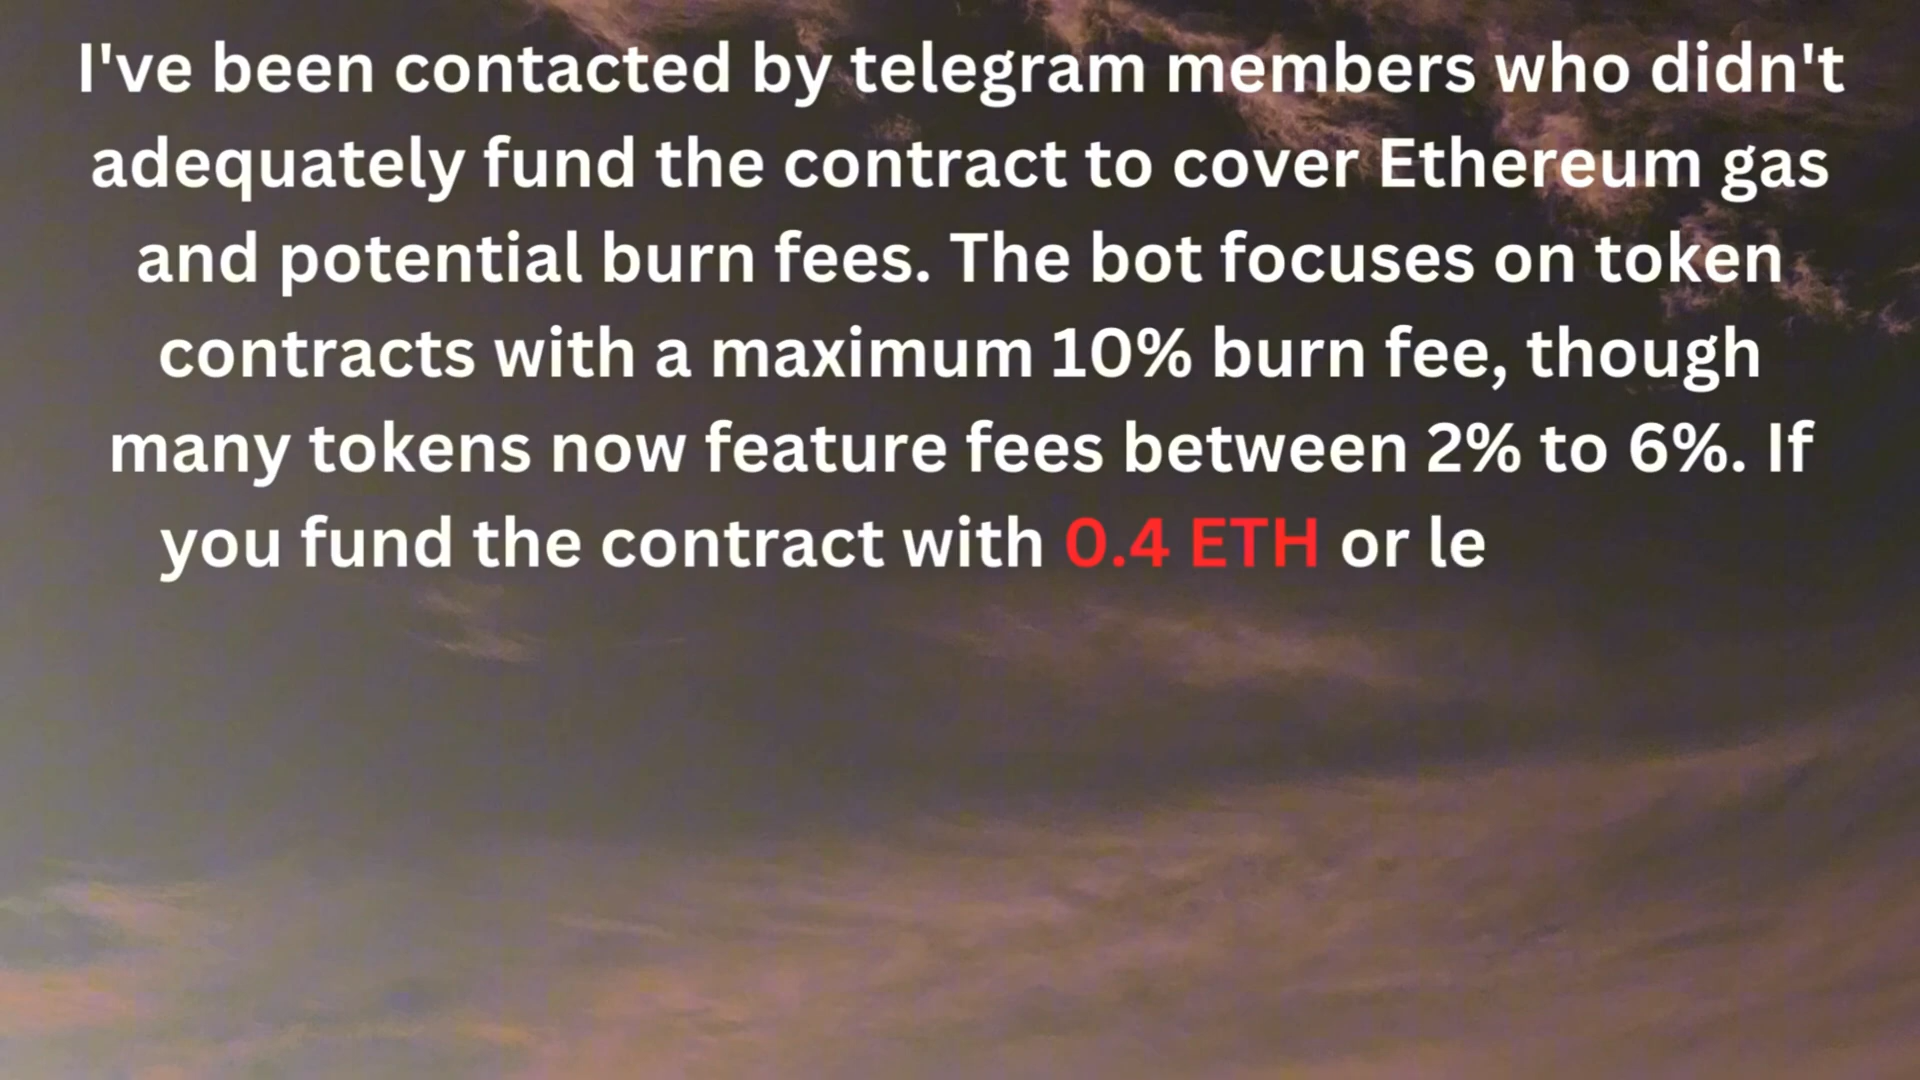 I've been contacted by telegram members who didn't
adequately fund the contract to cover Ethereum gas
and potential burn fees. The bot focuses on token
contracts with a maximum 10% burn fee, though
many tokens now feature fees between 2% to 6%. If
you fund the contract with 0.4 ETH or le